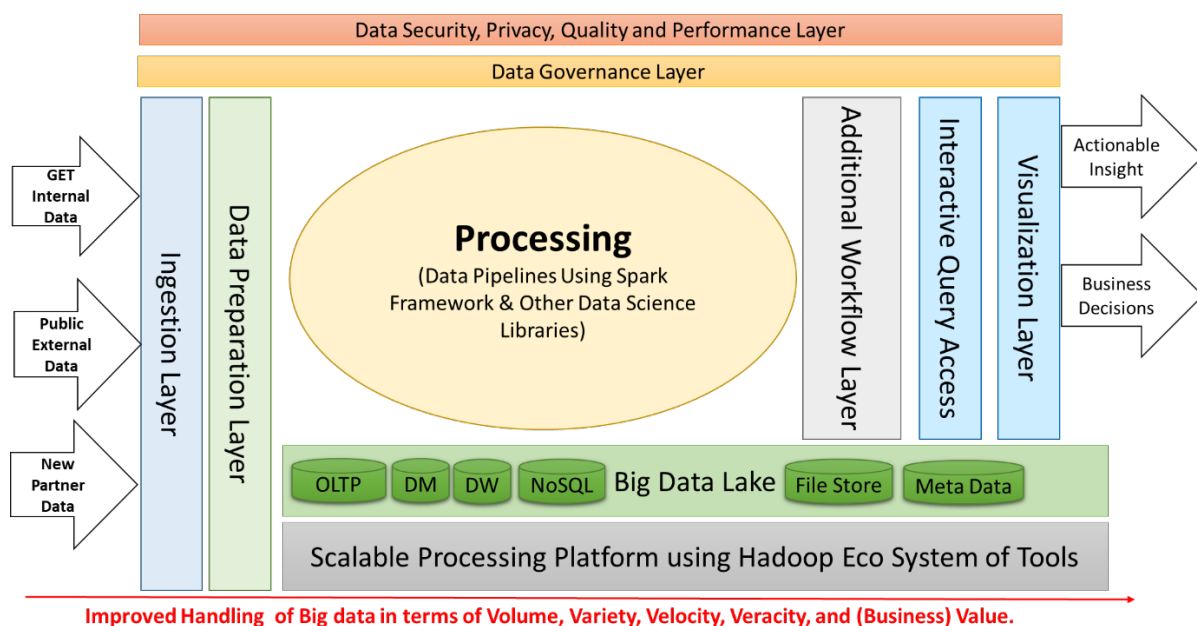 Data Security, Privacy, Quality and Performance Layer
Data Governance Layer
GET
Internal
Data
Public
External
Data
New
Partner
Data
Ingestion Layer
Data Preparation Layer
Processing
(Data Pipelines Using Spark
Framework & Other Data Science
Libraries)
Additional Workflow Layer
Interactive Query Access
Visualization Layer
Actionable
Insight
Business
Decisions
OLTP
DM
DW
NoSQL
Big Data Lake
File Store
Meta Data
Scalable Processing Platform using Hadoop Eco System of Tools
Improved Handling of Big data in terms of Volume, Variety, Velocity, Veracity, and (Business) Value.